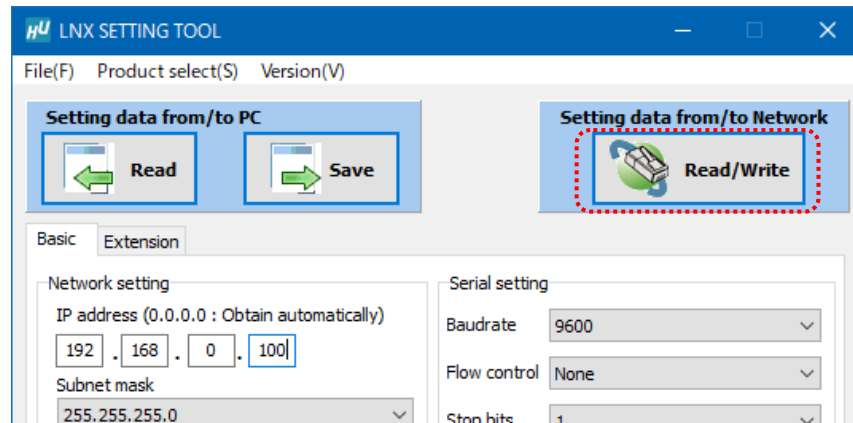 HU LNX SETTING TOOL
File(F) Product select(S) Version(V)
Setting data from/to PC
Read
Save
Setting data from/to Network
Read/Write
Basic
Extension
Network setting
IP address (0.0.0.0 : Obtain automatically)
192 . 168 . 0 . 100
Subnet mask
255.255.255.0
Serial setting
Baudrate 9600
Flow control None
Stop bits 1